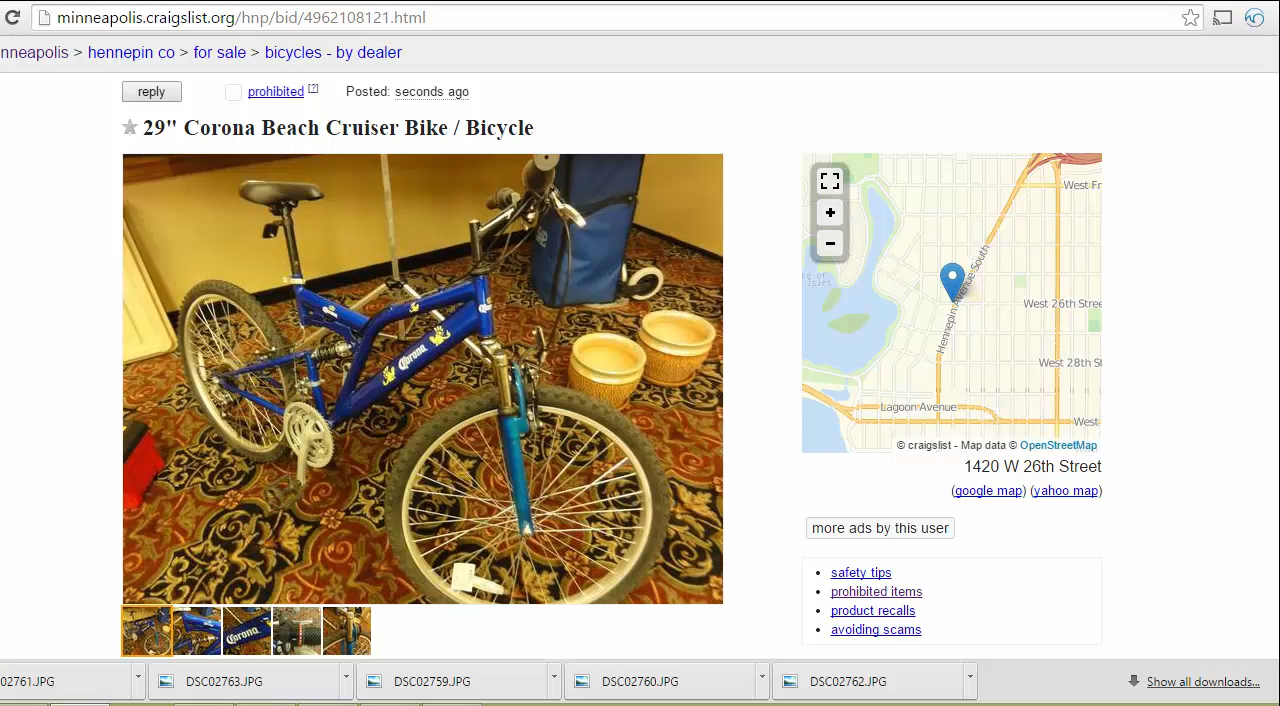 minneapolis.craigslist.org/hnp/bid/4962108121.html
nneapolis > hennepin co > for sale > bicycles - by dealer
reply
prohibited [?]
Posted: seconds ago
29" Corona Beach Cruiser Bike / Bicycle
Corona
Corona
West Fr
Hennepin Avenue South
West 26th Stree
West 28th St
Lagoon Avenue
West
© craigslist - Map data © OpenStreetMap
1420 W 26th Street
(google map) (yahoo map)
more ads by this user
• safety tips
• prohibited items
• product recalls
• avoiding scams
02761.JPG
DSC02763.JPG
DSC02759.JPG
DSC02760.JPG
DSC02762.JPG
Show all downloads...